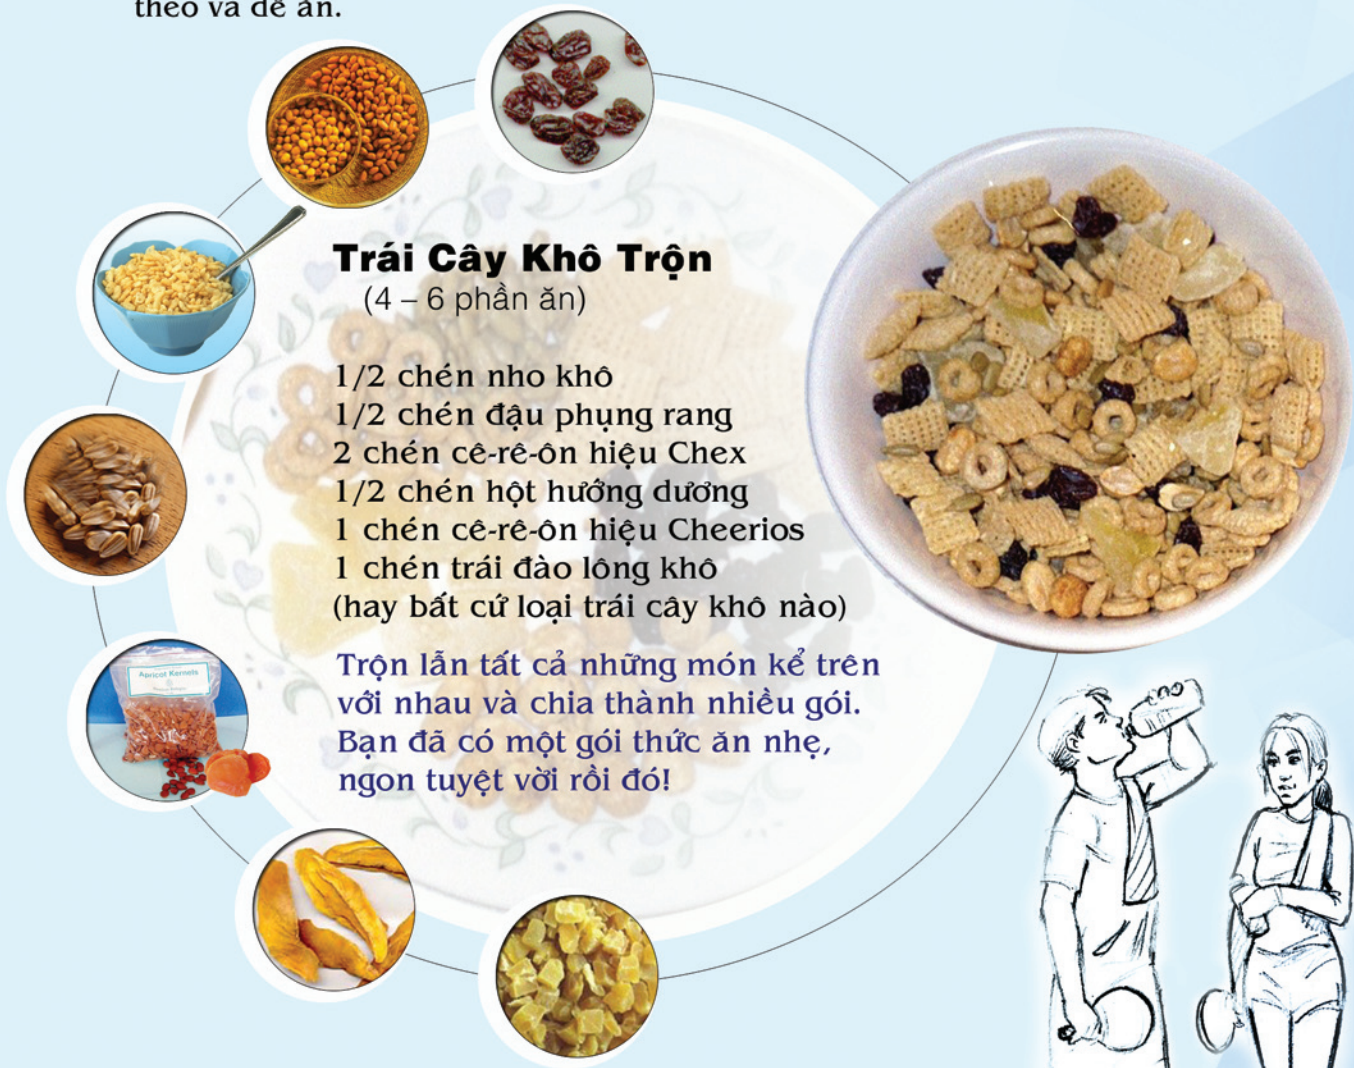 theo và dễ ăn.
Trái Cây Khô Trộn
(4 – 6 phần ăn)
1/2 chén nho khô
1/2 chén đậu phụng rang
2 chén cê-rê-ôn hiệu Chex
1/2 chén hột hướng dương
1 chén cê-rê-ôn hiệu Cheerios
1 chén trái đào lông khô
(hay bất cứ loại trái cây khô nào)
Trộn lẫn tất cả những món kể trên
với nhau và chia thành nhiều gói.
Bạn đã có một gói thức ăn nhẹ,
ngon tuyệt vời rồi đó!
Apricot Kernels